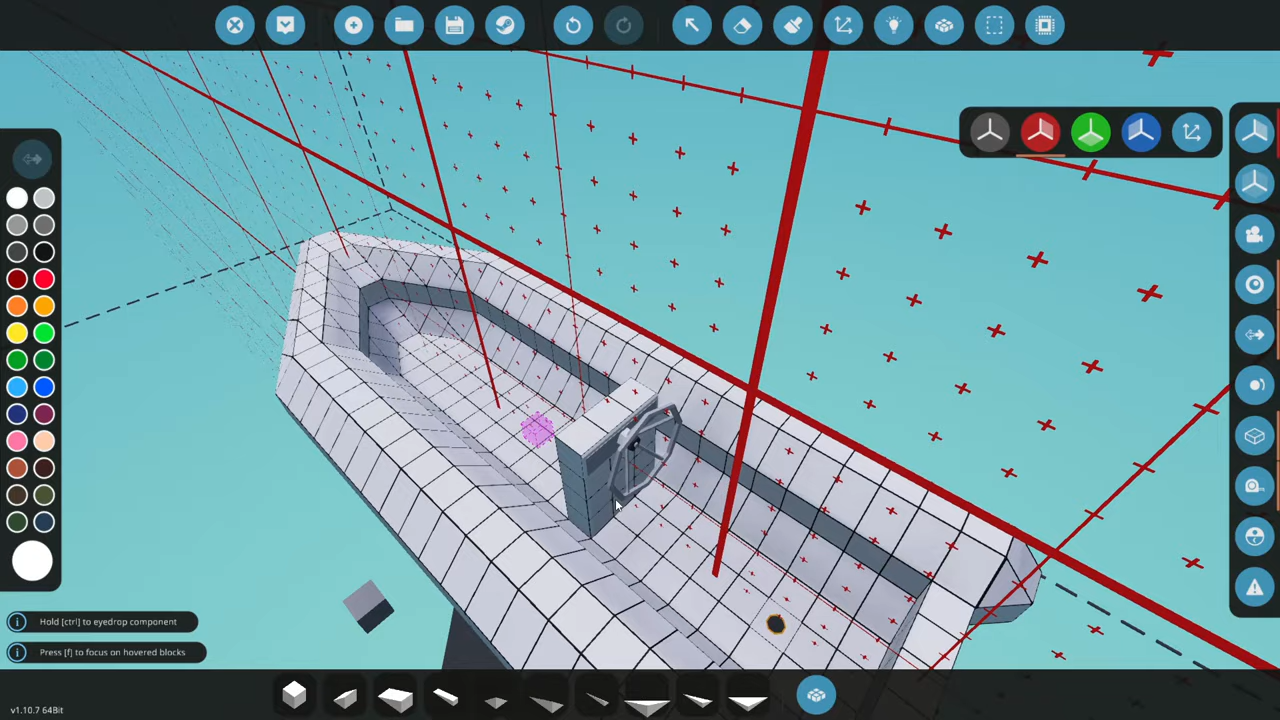 Hold [ctrl] to eyedrop component
Press [f] to focus on hovered blocks
v1.10.7 64Bit